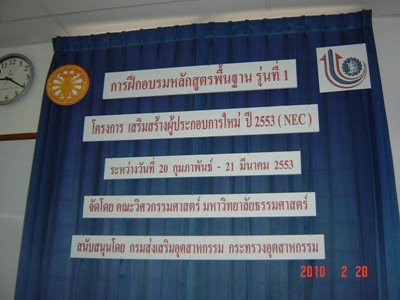 การฝึกอบรมหลักสูตรพื้นฐาน รุ่นที่ 1
โครงการ เสริมสร้างผู้ประกอบการใหม่ ปี 2553 ( NEC )
ระหว่างวันที่ 20 กุมภาพันธ์ - 21 มีนาคม 2553
จัดโดย คณะวิศวกรรมศาสตร์ มหาวิทยาลัยธรรมศาสตร์
สนับสนุนโดย กรมส่งเสริมอุตสาหกรรม กระทรวงอุตสาหกรรม
2010 2 20